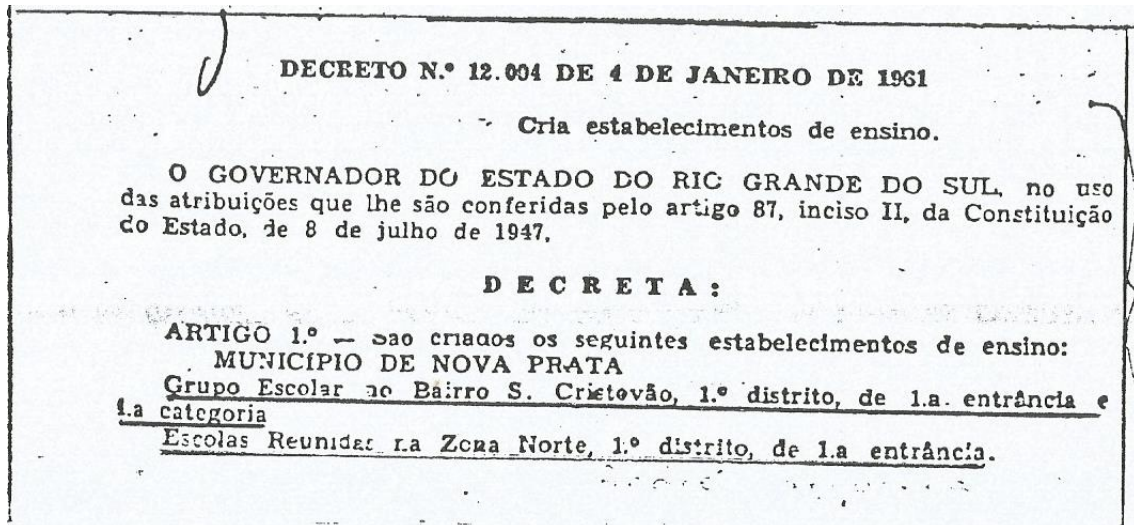 DECRETO N.º 12.004 DE 4 DE JANEIRO DE 1961
Cria estabelecimentos de ensino.
O GOVERNADOR DO ESTADO DO RIO GRANDE DO SUL, no uso
das atribuições que lhe são conferidas pelo artigo 87, inciso II, da Constituição
do Estado, de 8 de julho de 1947,
DECRETA:
ARTIGO 1.º — São criados os seguintes estabelecimentos de ensino:
MUNICÍPIO DE NOVA PRATA
Grupo Escolar no Bairro S. Cristovão, 1.º distrito, de 1.a entrância e
1.a categoria
Escolas Reunidas na Zona Norte, 1.º distrito, de 1.a entrância.